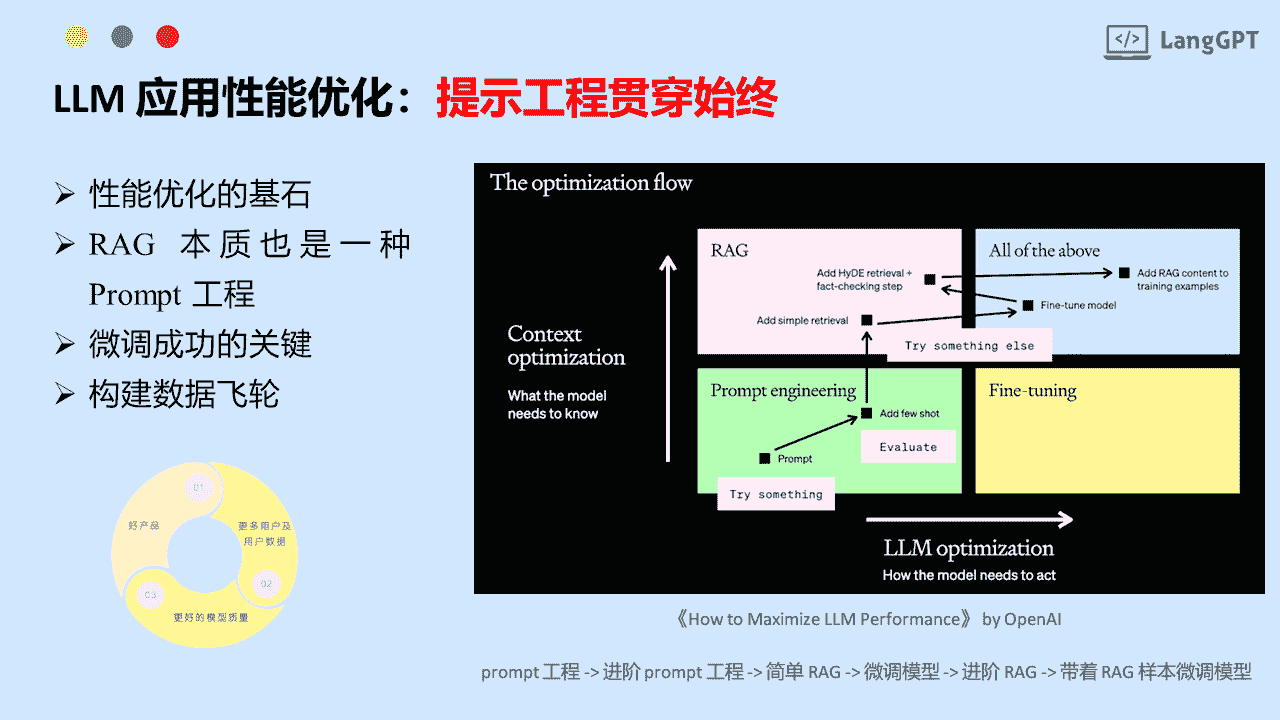 LangGPT
LLM 应用性能优化：提示工程贯穿始终
➢ 性能优化的基石
➢ RAG 本质也是一种
Prompt 工程
➢ 微调成功的关键
➢ 构建数据飞轮
01
好产品
更多用户及
用户数据
02
03
更好的模型质量
The optimization flow
RAG
Add HyDE retrieval +
fact-checking step
Add simple retrieval
All of the above
Add RAG content to
training examples
Fine-tune model
Try something else
Context
optimization
What the model
needs to know
Prompt engineering
Add few shot
Evaluate
Prompt
Try something
Fine-tuning
LLM optimization
How the model needs to act
《How to Maximize LLM Performance》 by OpenAI
prompt 工程 -> 进阶 prompt 工程 -> 简单 RAG -> 微调模型 -> 进阶 RAG -> 带着 RAG 样本微调模型